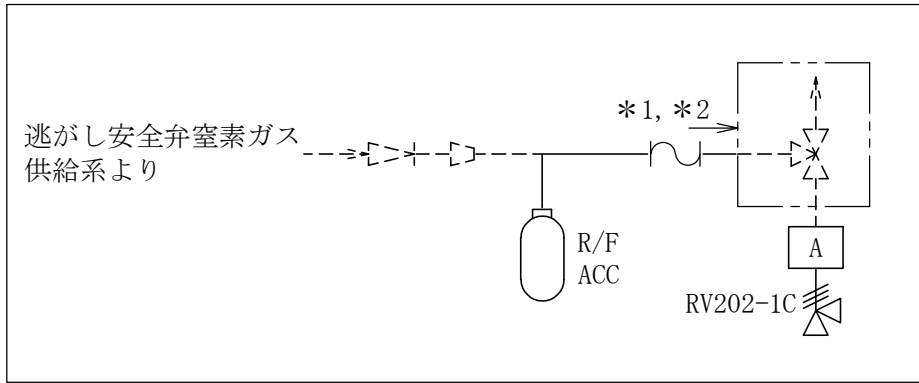 逃がし安全弁窒素ガス
供給系より
*1, *2
R/F
ACC
A
RV202-1C